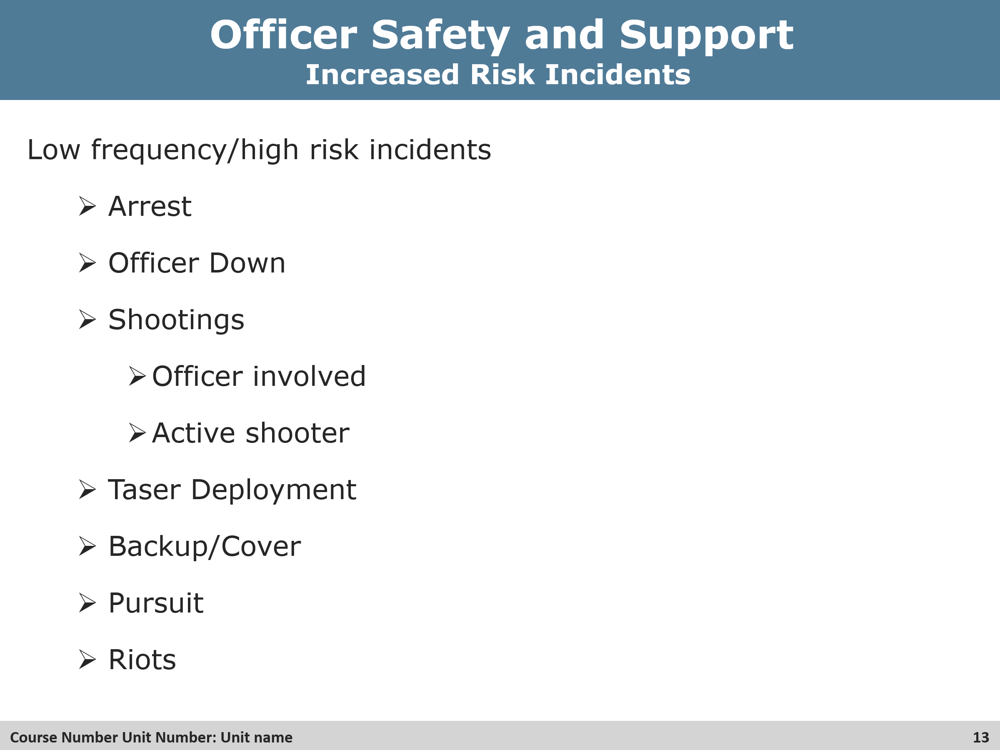 Officer Safety and Support
Increased Risk Incidents
Low frequency/high risk incidents
➢ Arrest
➢ Officer Down
➢ Shootings
➢ Officer involved
➢ Active shooter
➢ Taser Deployment
➢ Backup/Cover
➢ Pursuit
➢ Riots
Course Number Unit Number: Unit name 13